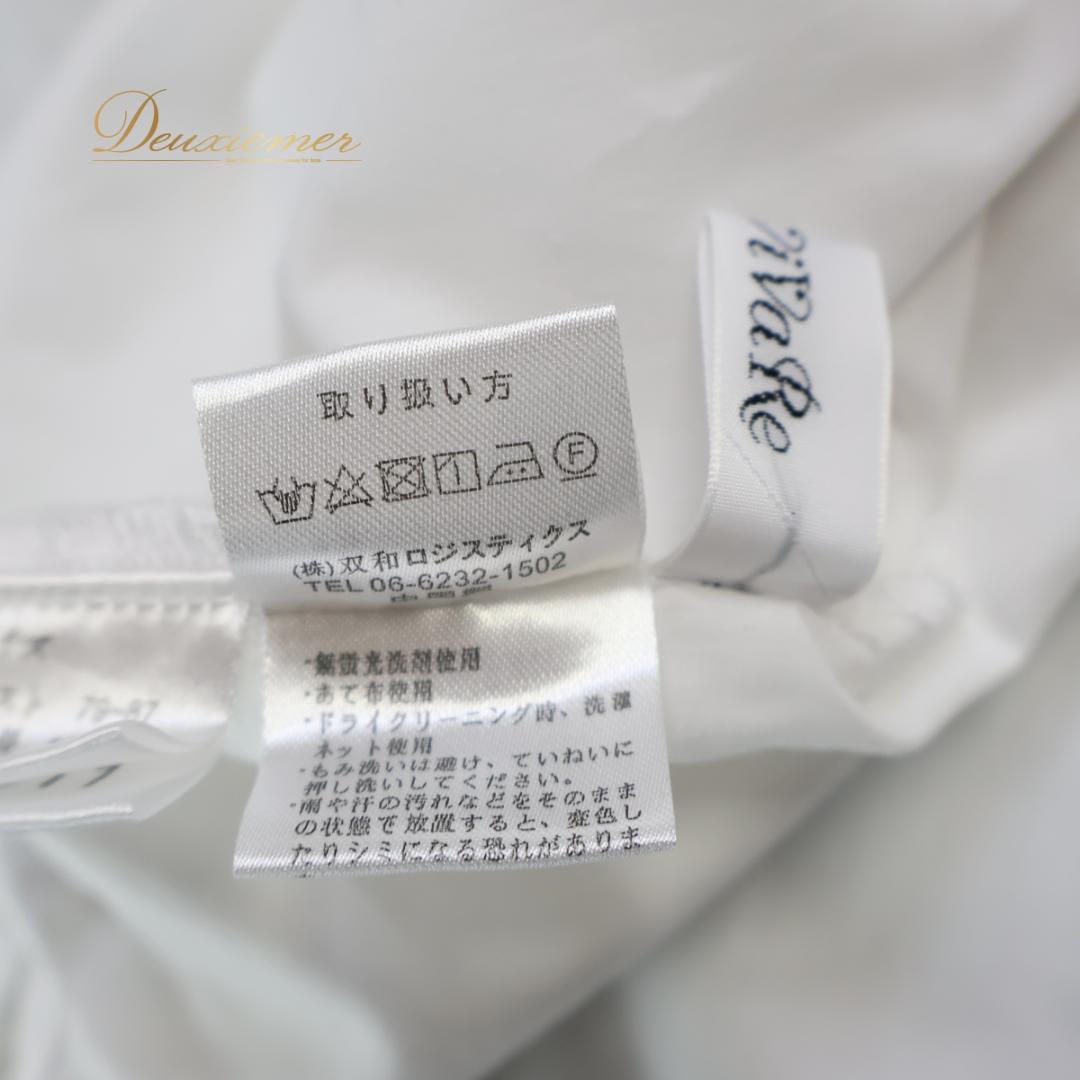 Deuxiemer
iVaRe
取り扱い方
F
(株)双和ロジスティクス
TEL 06-6232-1502
・無蛍光洗剤使用
・あて布使用
・ドライクリーニング時、洗濯
ネット使用
・もみ洗いは避け、ていねいに
押し洗いしてください。
・雨や汗の汚れなどをそのまま
の状態で放置すると、変色し
たりシミになる恐れがありま
79-87